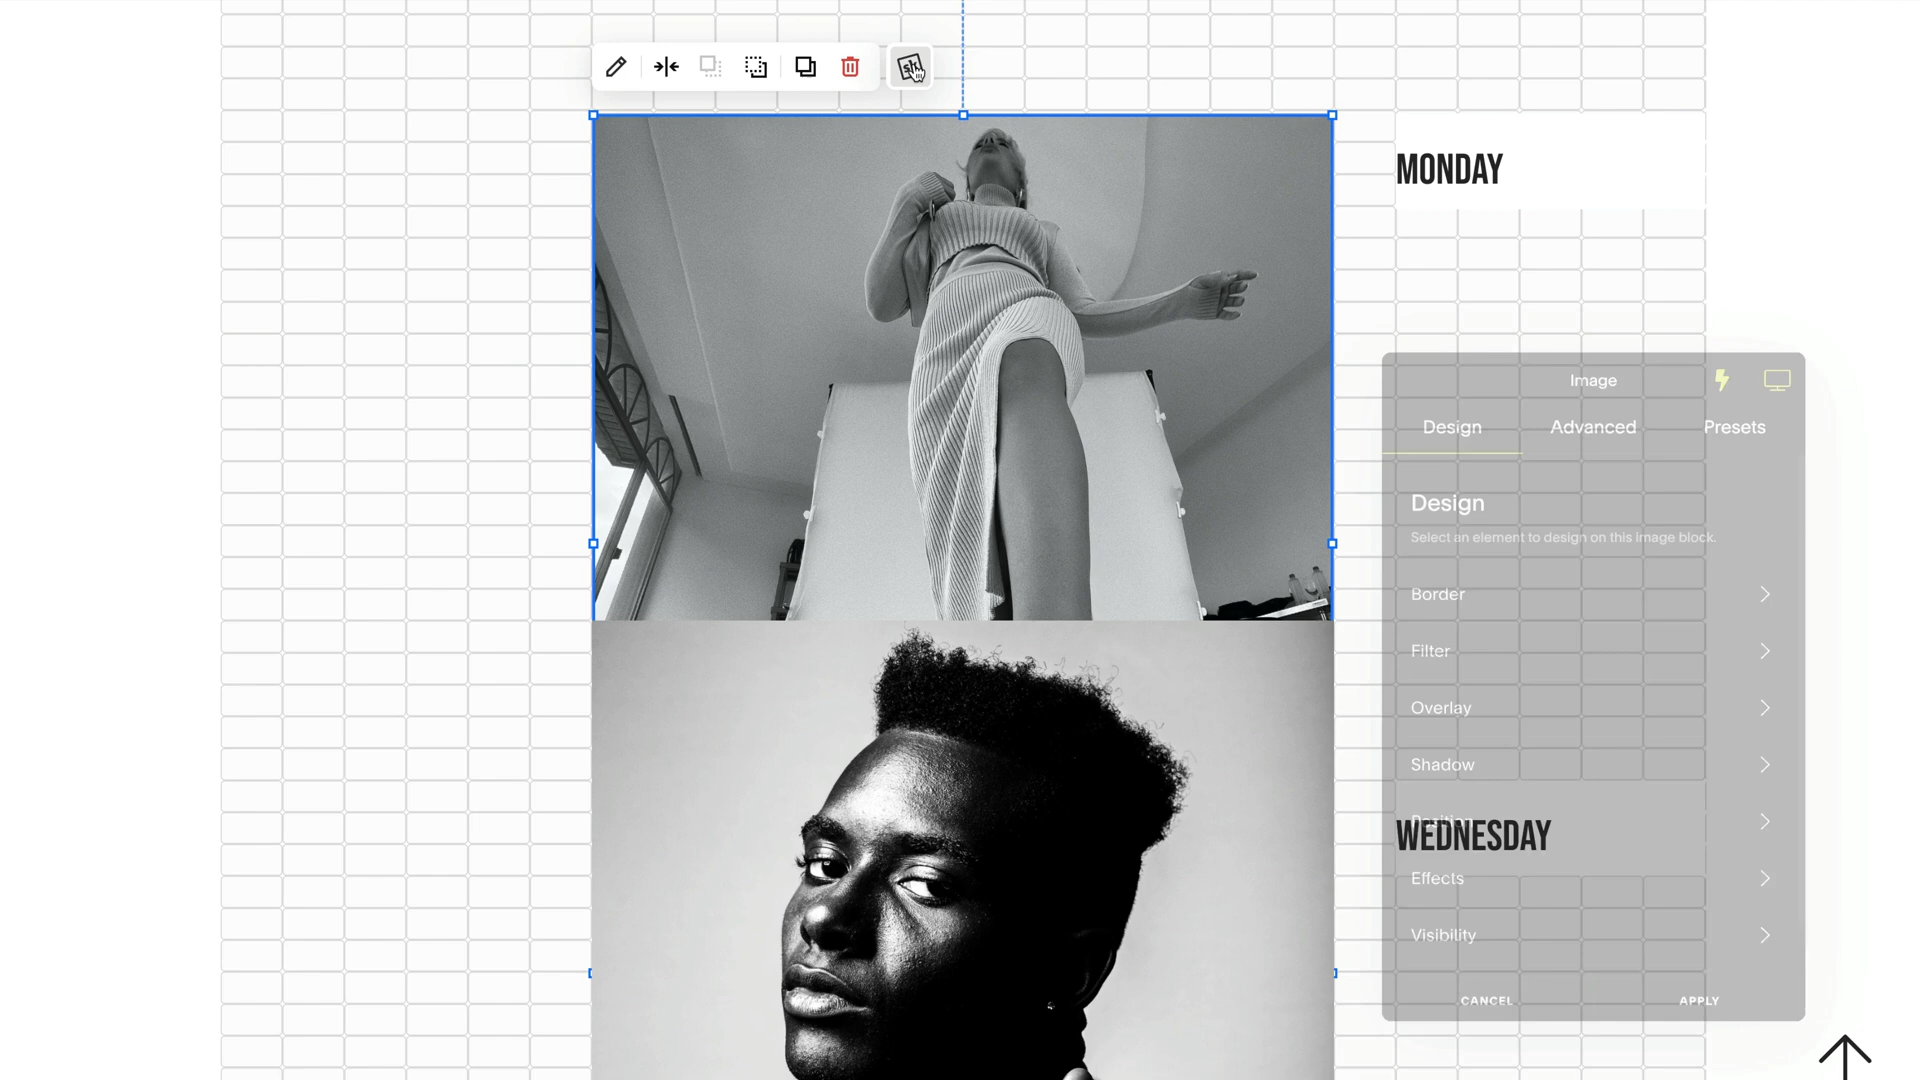 MONDAY
Image
Design
Advanced
Presets
Design
Select an element to design on this image block.
Border
Filter
Overlay
Shadow
Position
WEDNESDAY
Effects
Visibility
CANCEL
APPLY